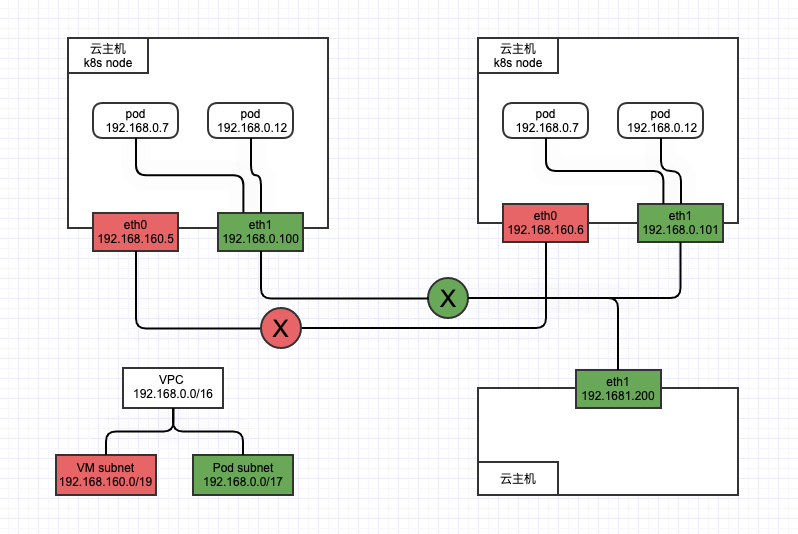 云主机
k8s node
pod
192.168.0.7
pod
192.168.0.12
eth0
192.168.160.5
eth1
192.168.0.100
云主机
k8s node
pod
192.168.0.7
pod
192.168.0.12
eth0
192.168.160.6
eth1
192.168.0.101
X
X
VPC
192.168.0.0/16
VM subnet
192.168.160.0/19
Pod subnet
192.168.0.0/17
eth1
192.1681.200
云主机